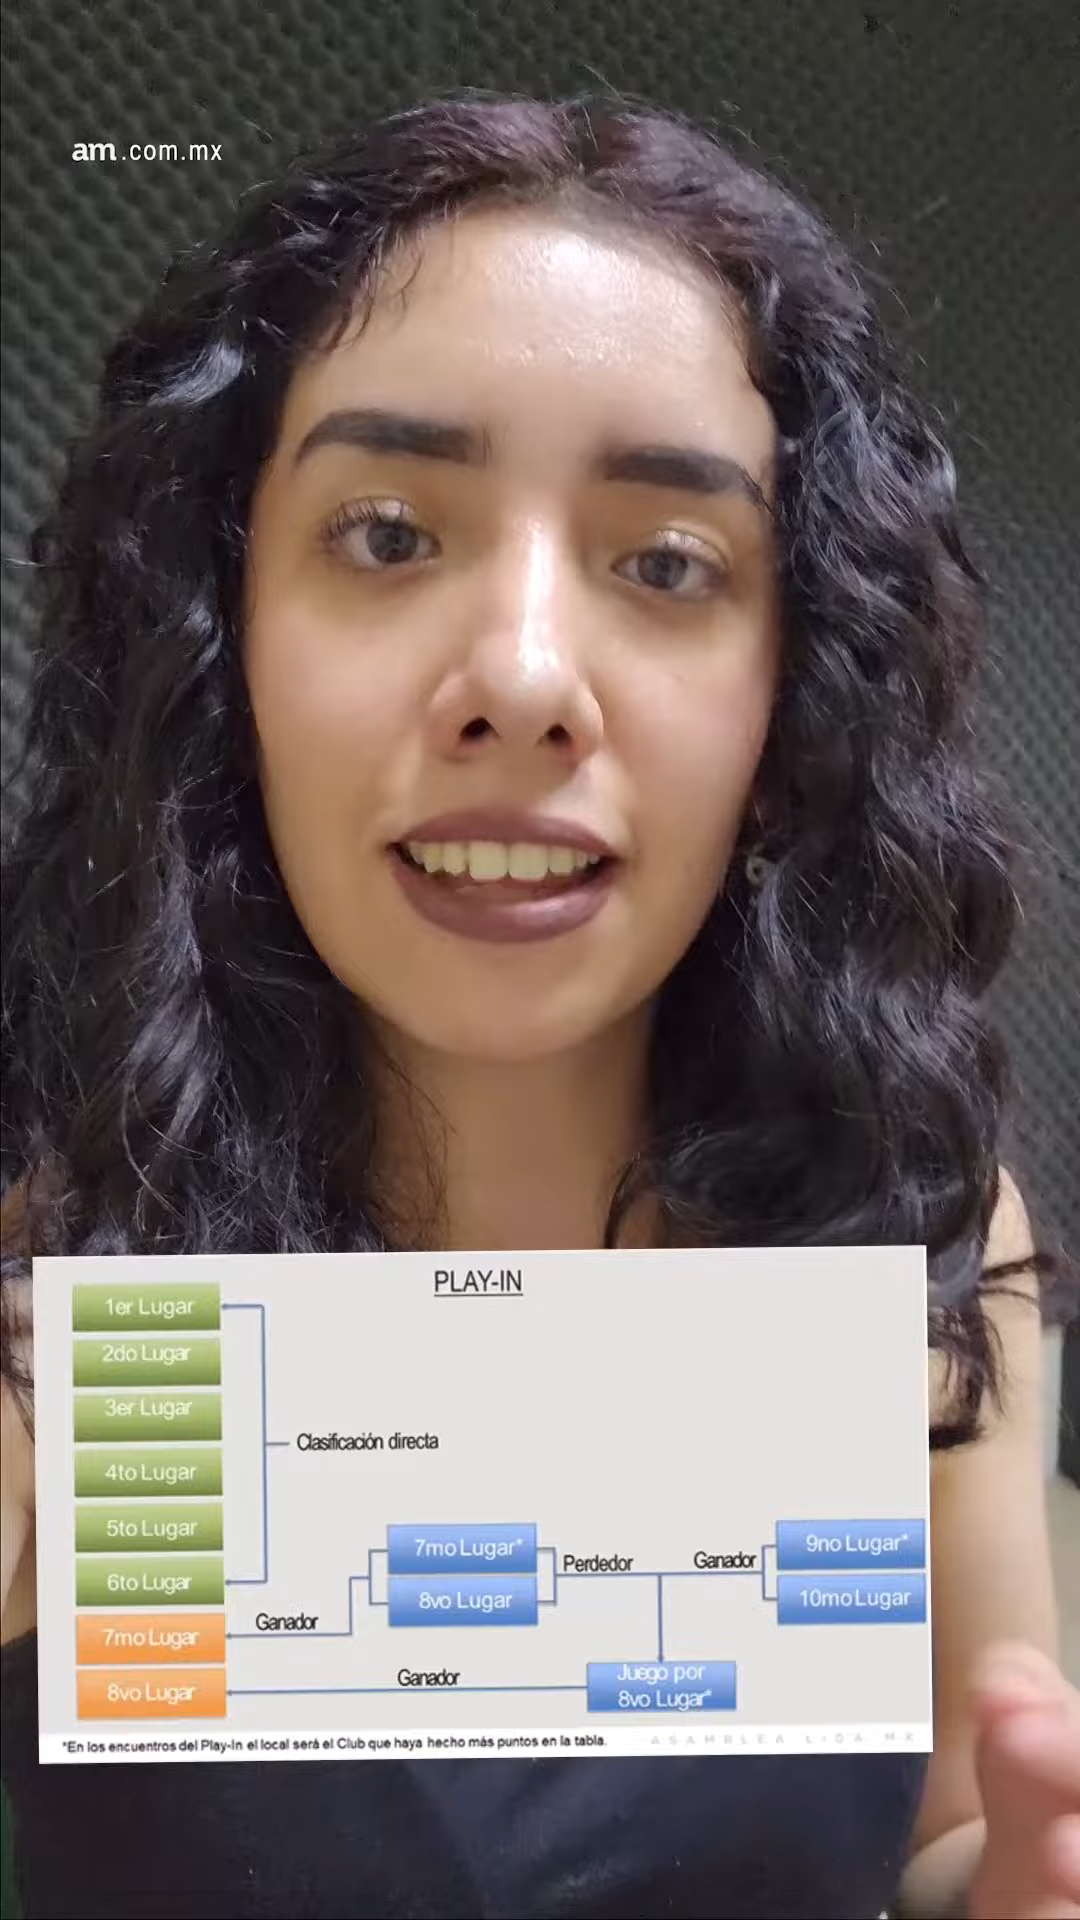 am.com.mx
PLAY-IN
1er Lugar
2do Lugar
3er Lugar
4to Lugar
5to Lugar
6to Lugar
7mo Lugar
8vo Lugar
Clasificación directa
7mo Lugar*
8vo Lugar
Perdedor
Ganador
9no Lugar*
10mo Lugar
Ganador
Ganador
Juego por
8vo Lugar*
*En los encuentros del Play-In el local será el Club que haya hecho más puntos en la tabla.
ASAMBLEA LIGA MX